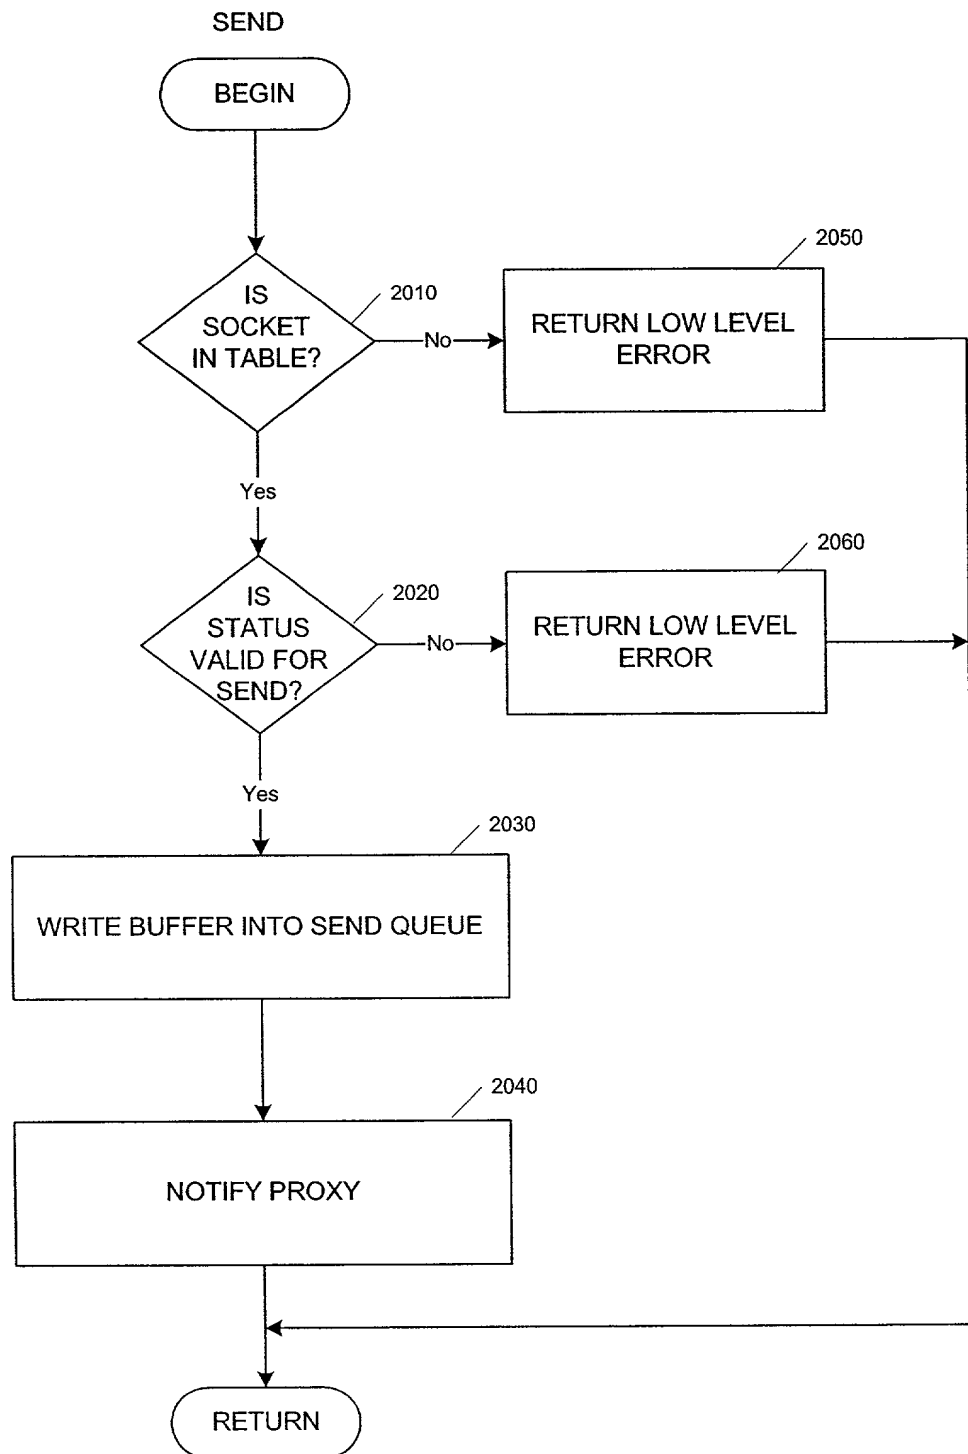 SEND
BEGIN
2050
2010
IS
SOCKET
IN TABLE?
No
RETURN LOW LEVEL
ERROR
Yes
2060
2020
IS
STATUS
VALID FOR
SEND?
No
RETURN LOW LEVEL
ERROR
Yes
2030
WRITE BUFFER INTO SEND QUEUE
2040
NOTIFY PROXY
RETURN